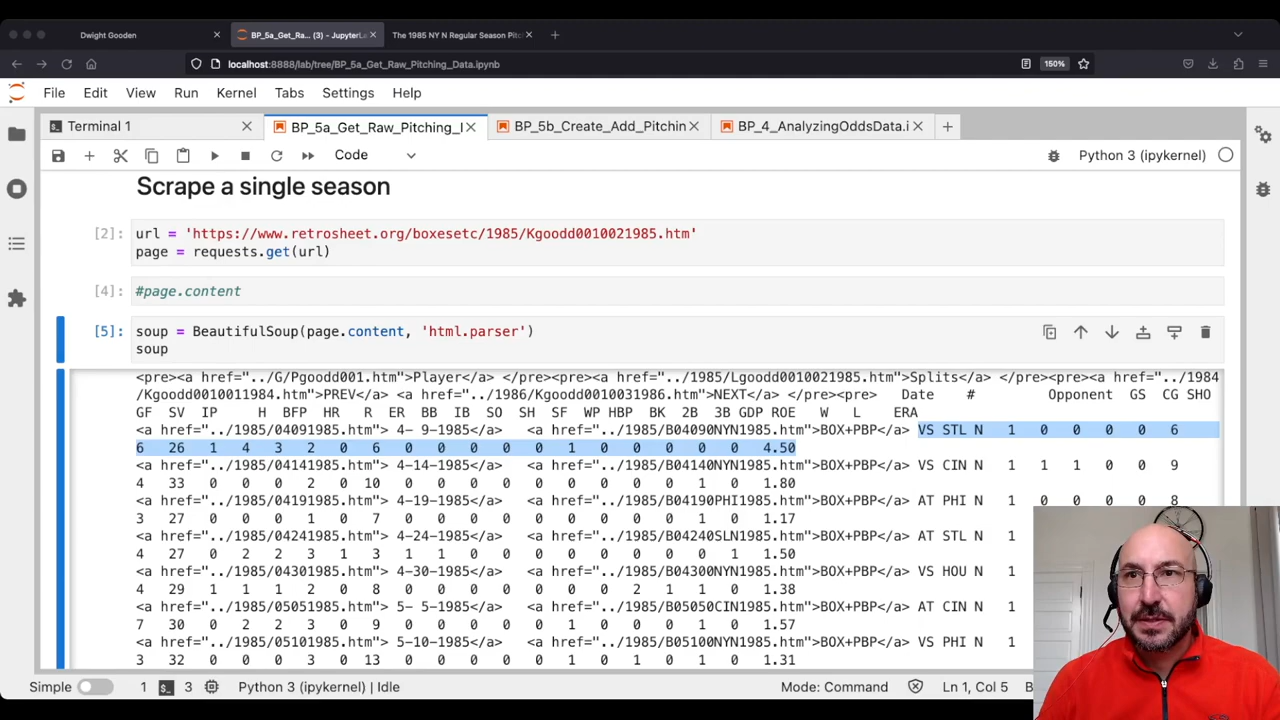 Dwight Gooden
BP_5a_Get_Ra... (3) - JupyterLa
The 1985 NY N Regular Season Pitc
localhost:8888/lab/tree/BP_5a_Get_Raw_Pitching_Data.ipynb
150%
File Edit View Run Kernel Tabs Settings Help
Terminal 1
BP_5a_Get_Raw_Pitching_I
BP_5b_Create_Add_Pitchin
BP_4_AnalyzingOddsData.i
Code
Python 3 (ipykernel)
Scrape a single season
[2]: url = 'https://www.retrosheet.org/boxesetc/1985/Kgoodd0010021985.htm'
page = requests.get(url)
[4]: #page.content
[5]: soup = BeautifulSoup(page.content, 'html.parser')
soup
<pre><a href="../G/Pgoodd001.htm">Player</a> </pre><pre><a href="../1985/Lgoodd0010021985.htm">Splits</a> </pre><pre><a href="../1984
/Kgoodd0010011984.htm">PREV</a> <a href="../1986/Kgoodd0010031986.htm">NEXT</a> </pre><pre> Date # Opponent GS CG SHO
GF SV IP H BFP HR R ER BB IB SO SH SF WP HBP BK 2B 3B GDP ROE W L ERA
<a href="../1985/04091985.htm"> 4- 9-1985</a> <a href="../1985/B04090NYN1985.htm">BOX+PBP</a> VS STL N 1 0 0 0 0 6
6 26 1 4 3 2 0 6 0 0 0 0 1 0 0 0 0 0 4.50
<a href="../1985/04141985.htm"> 4-14-1985</a> <a href="../1985/B04140NYN1985.htm">BOX+PBP</a> VS CIN N 1 1 1 0 0 9
4 33 0 0 0 2 0 10 0 0 0 0 0 0 0 0 1 0 1.80
<a href="../1985/04191985.htm"> 4-19-1985</a> <a href="../1985/B04190PHI1985.htm">BOX+PBP</a> AT PHI N 1 0 0 0 0 8
3 27 0 0 0 1 0 7 0 0 0 0 0 0 0 0 1 0 1.17
<a href="../1985/04241985.htm"> 4-24-1985</a> <a href="../1985/B04240SLN1985.htm">BOX+PBP</a> AT STL N 1
4 27 0 2 2 3 1 3 1 1 0 0 0 0 0 0 0 1 1.50
<a href="../1985/04301985.htm"> 4-30-1985</a> <a href="../1985/B04300NYN1985.htm">BOX+PBP</a> VS HOU N 1
4 29 1 1 1 2 0 8 0 0 0 0 0 0 2 1 1 0 1.38
<a href="../1985/05051985.htm"> 5- 5-1985</a> <a href="../1985/B05050CIN1985.htm">BOX+PBP</a> AT CIN N 1
7 30 0 2 2 3 0 9 0 0 0 0 1 0 0 0 1 0 1.57
<a href="../1985/05101985.htm"> 5-10-1985</a> <a href="../1985/B05100NYN1985.htm">BOX+PBP</a> VS PHI N 1
3 32 0 0 0 3 0 13 0 0 0 0 1 0 1 0 1 0 1.31
Simple 1 3 Python 3 (ipykernel) | Idle Mode: Command Ln 1, Col 5